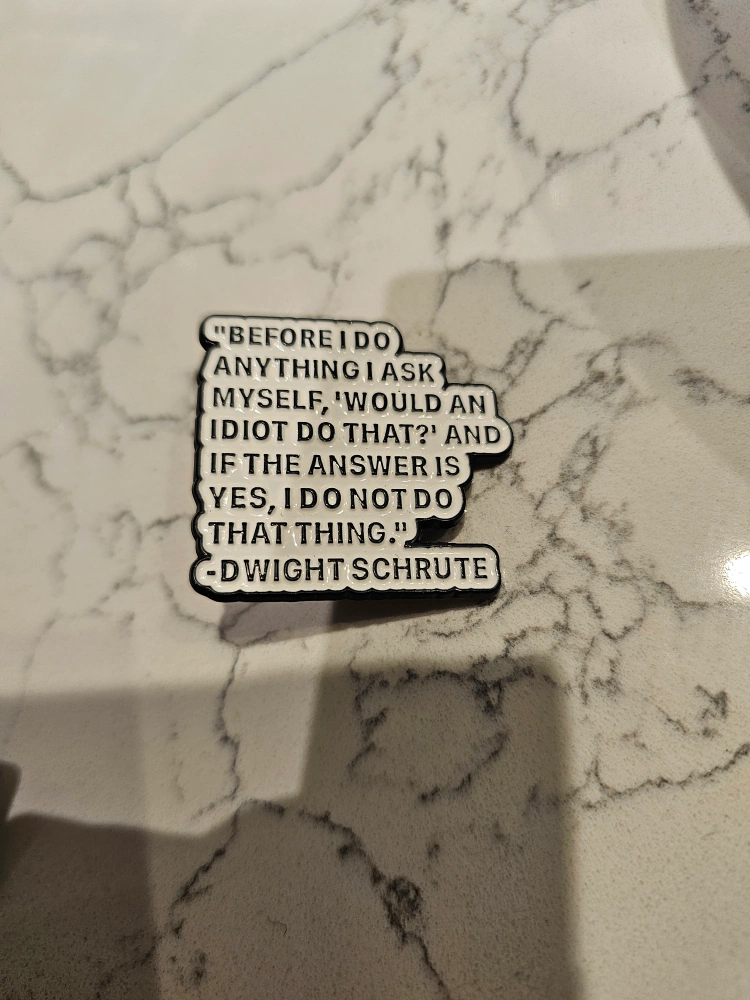 "BEFORE I DO
ANYTHING I ASK
MYSELF, 'WOULD AN
IDIOT DO THAT?' AND
IF THE ANSWER IS
YES, I DO NOT DO
THAT THING."
-DWIGHT SCHRUTE